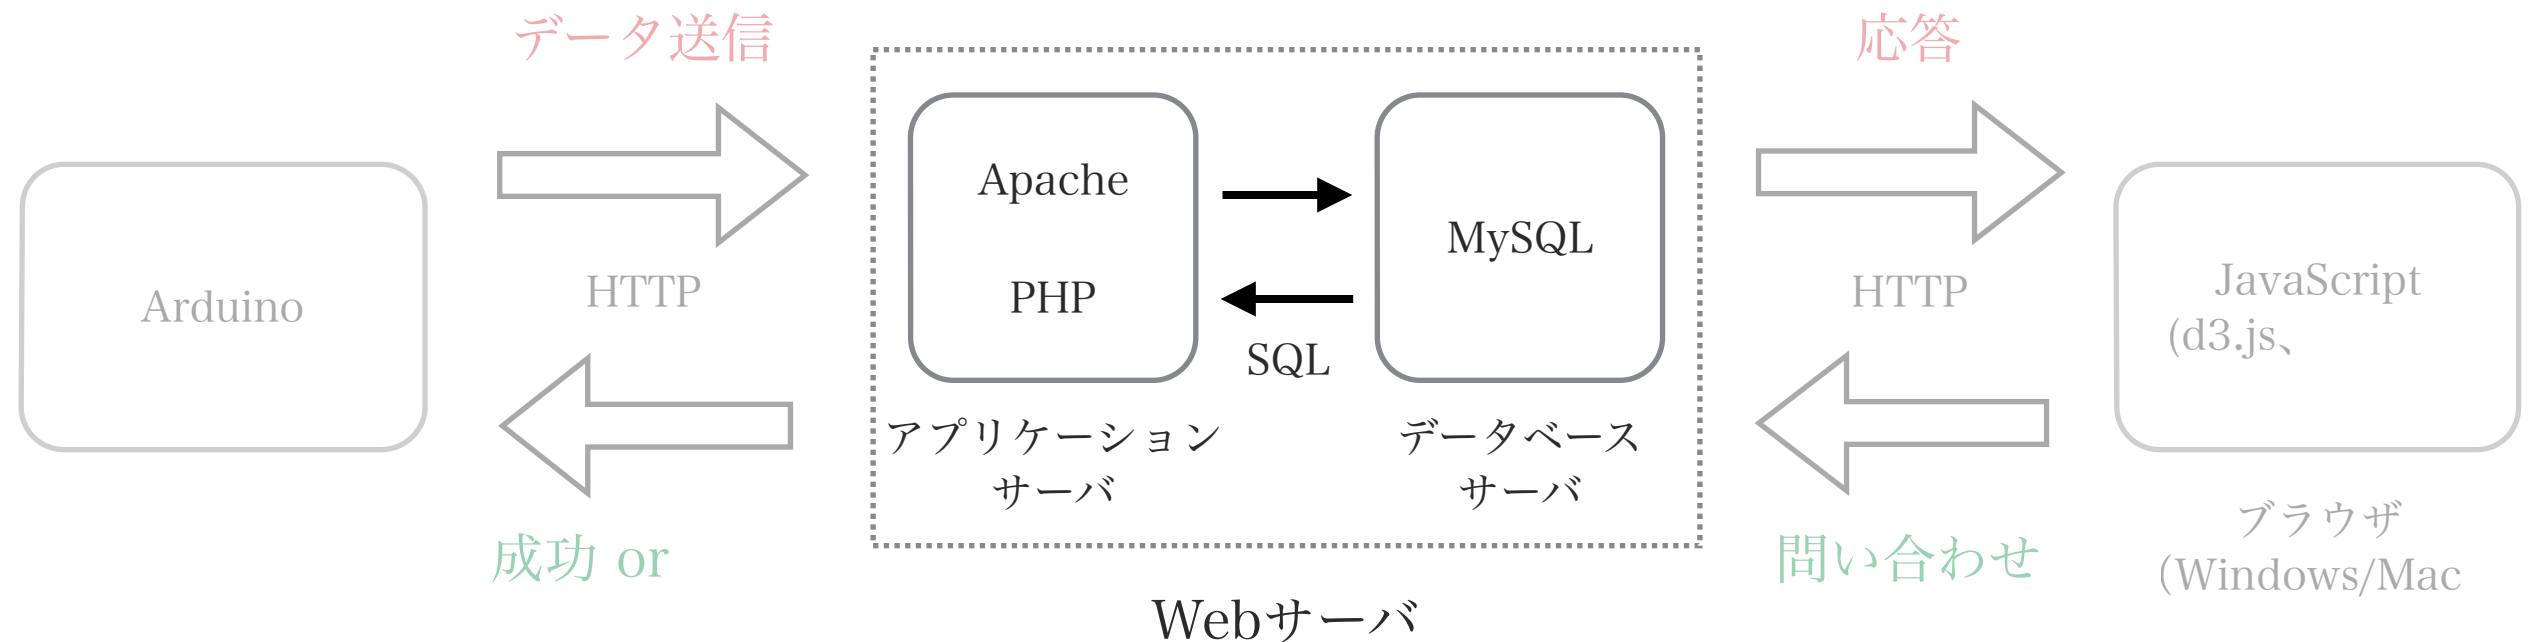 データ送信
応答
Arduino
HTTP
成功 or
Apache
PHP
SQL
MySQL
アプリケーション
サーバ
データベース
サーバ
Webサーバ
HTTP
問い合わせ
JavaScript
(d3.js、
ブラウザ
(Windows/Mac